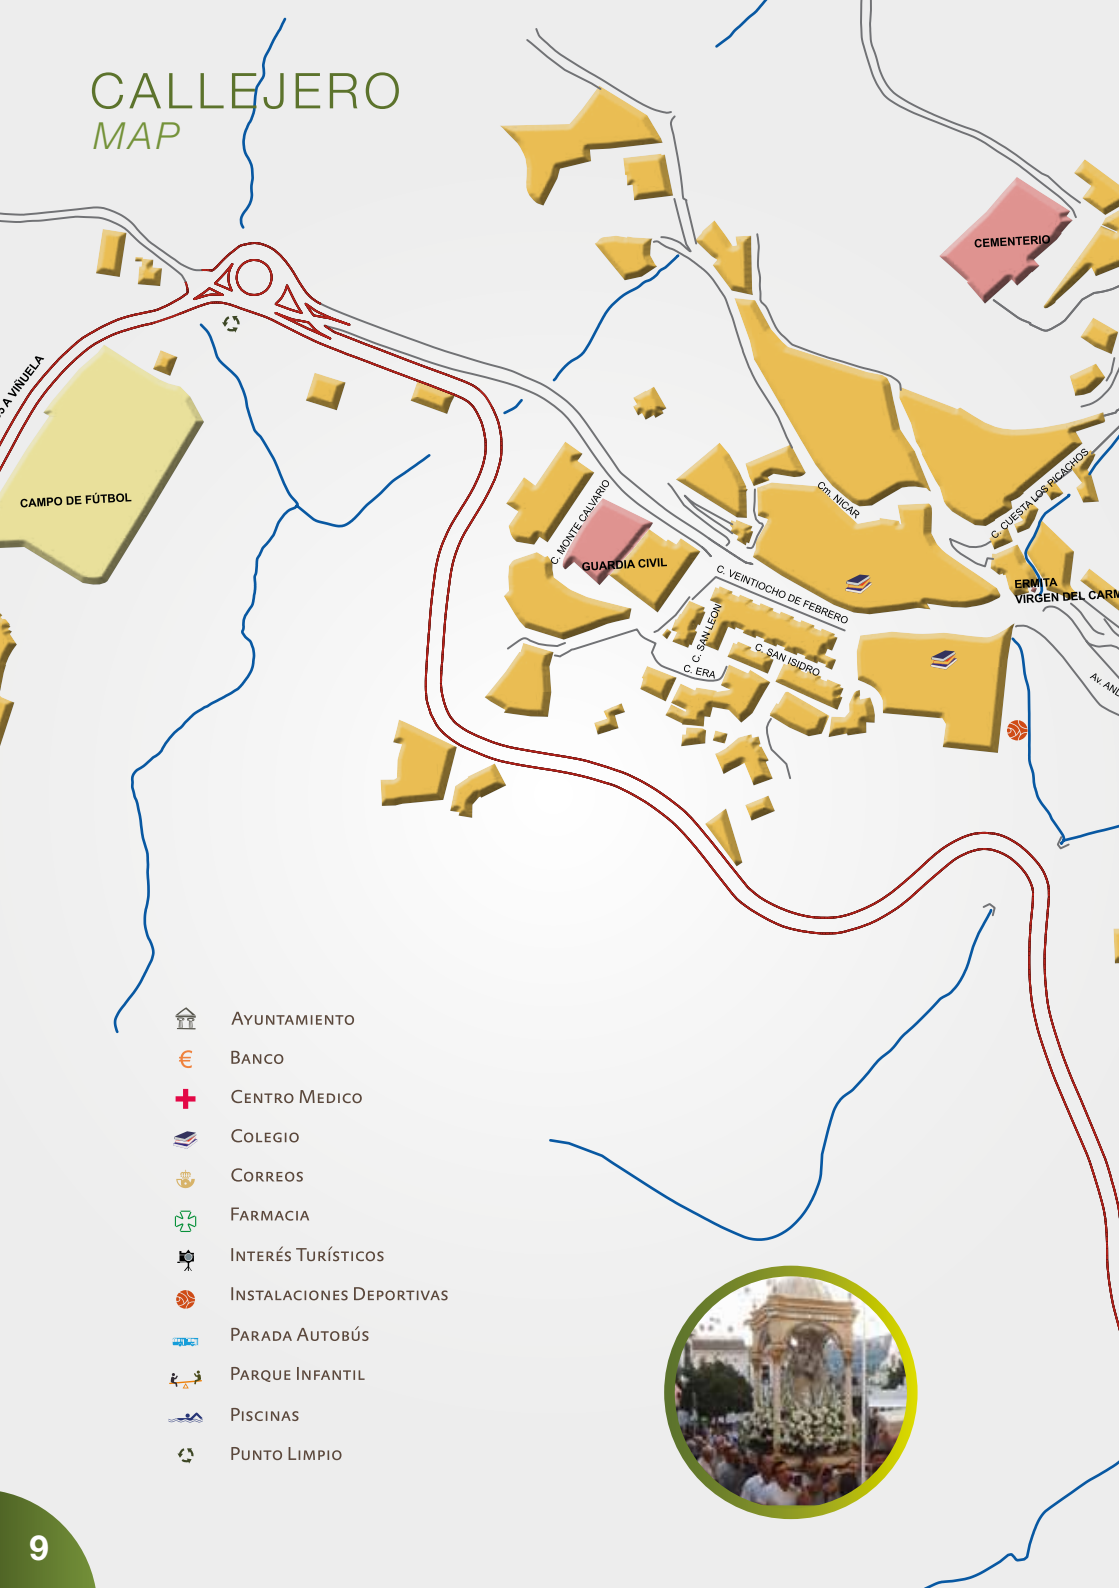 CALLEJERO
MAP
CEMENTERIO
A VIÑUELA
CAMPO DE FÚTBOL
C. MONTE CALVARIO
GUARDIA CIVIL
Cm. NICAR
C. CUESTA LOS PICACHOS
C. VEINTIOCHO DE FEBRERO
ERMITA
VIRGEN DEL CARM
C. SAN LEON
C. SAN ISIDRO
C. ERA
Av. AND
AYUNTAMIENTO
€ BANCO
CENTRO MEDICO
COLEGIO
CORREOS
FARMACIA
INTERÉS TURÍSTICOS
INSTALACIONES DEPORTIVAS
PARADA AUTOBÚS
PARQUE INFANTIL
PISCINAS
PUNTO LIMPIO
9